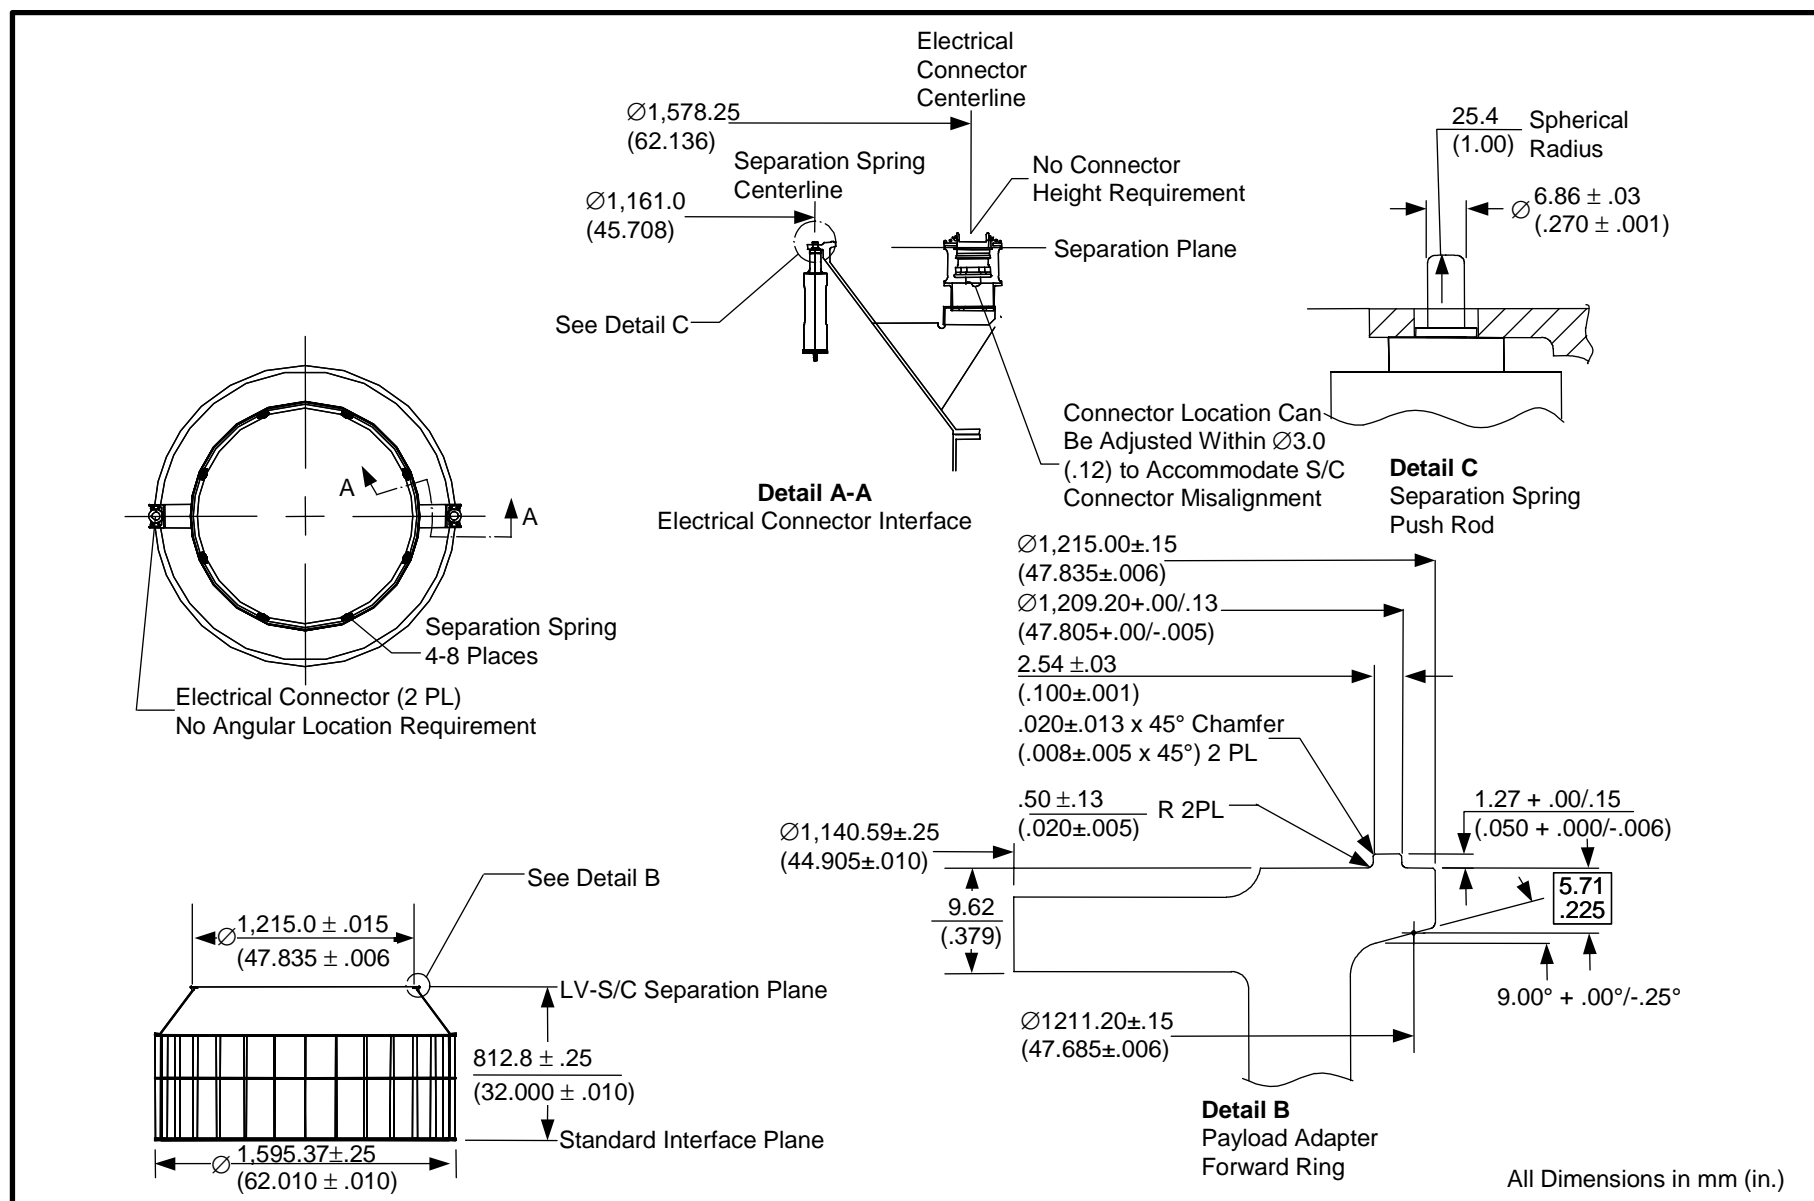 Electrical
Connector
Centerline
∅1,578.25
(62.136)
Separation Spring
Centerline
∅1,161.0
(45.708)
No Connector
Height Requirement
Separation Plane
See Detail C
Connector Location Can
Be Adjusted Within ∅3.0
(.12) to Accommodate S/C
Connector Misalignment
Detail A-A
Electrical Connector Interface
25.4
(1.00)
Spherical
Radius
∅ 6.86 ± .03
(.270 ± .001)
Detail C
Separation Spring
Push Rod
A
A
Separation Spring
4-8 Places
Electrical Connector (2 PL)
No Angular Location Requirement
See Detail B
∅ 1,215.0 ± .015
(47.835 ± .006
LV-S/C Separation Plane
812.8 ± .25
(32.000 ± .010)
Standard Interface Plane
∅ 1,595.37±.25
(62.010 ± .010)
∅1,215.00±.15
(47.835±.006)
∅1,209.20+.00/.13
(47.805+.00/-.005)
2.54 ±.03
(.100±.001)
.020±.013 x 45° Chamfer
(.008±.005 x 45°) 2 PL
.50 ±.13
(.020±.005)
R 2PL
∅1,140.59±.25
(44.905±.010)
9.62
(.379)
1.27 + .00/.15
(.050 + .000/-.006)
5.71
.225
9.00° + .00°/-.25°
∅1211.20±.15
(47.685±.006)
Detail B
Payload Adapter
Forward Ring
All Dimensions in mm (in.)